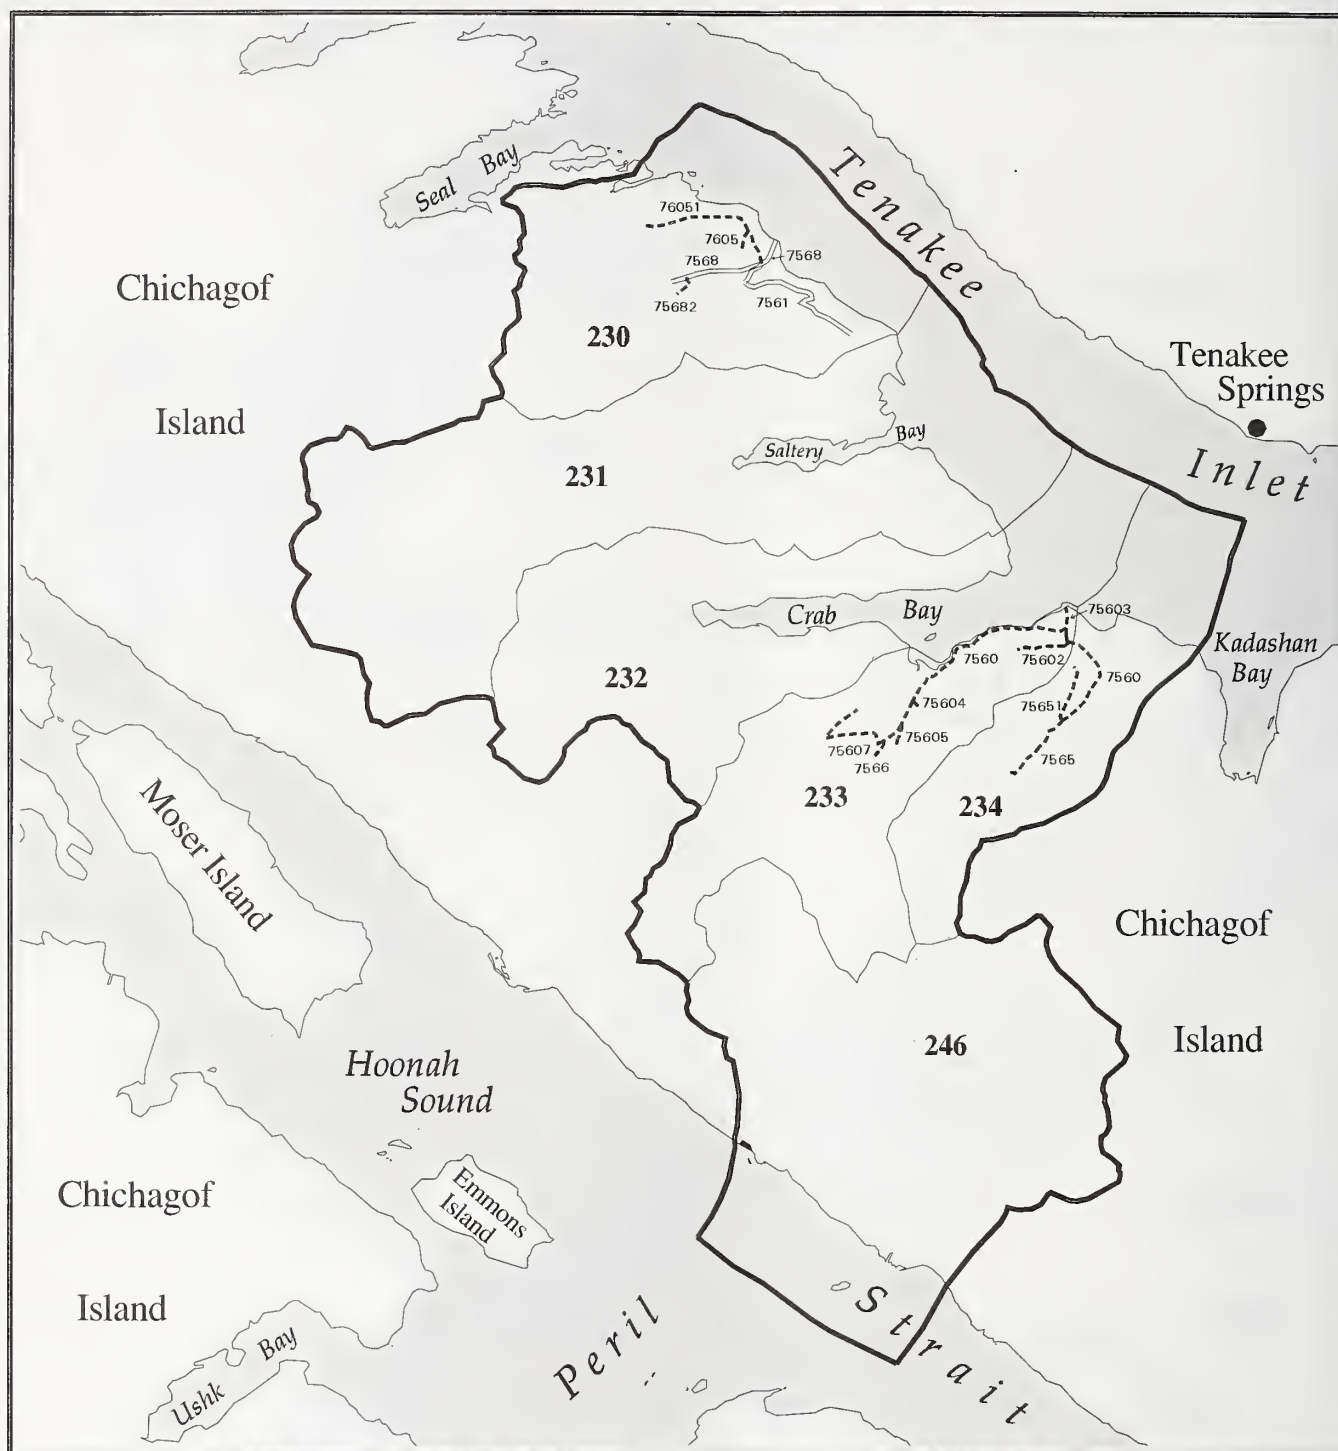 Seal Bay
Tenakee
Inlet
76051
7605
7568
7568
75682
7561
Chichagof
Island
230
Tenakee
Springs
Saltery Bay
231
Crab Bay
75603
7560
75602
7560
Kadashan
Bay
232
75604
75651
75605
75607
7566
7565
233
234
Moser Island
Chichagof
Island
246
Hoonah
Sound
Emmons
Island
Chichagof
Island
Ushk Bay
Peril
Strait